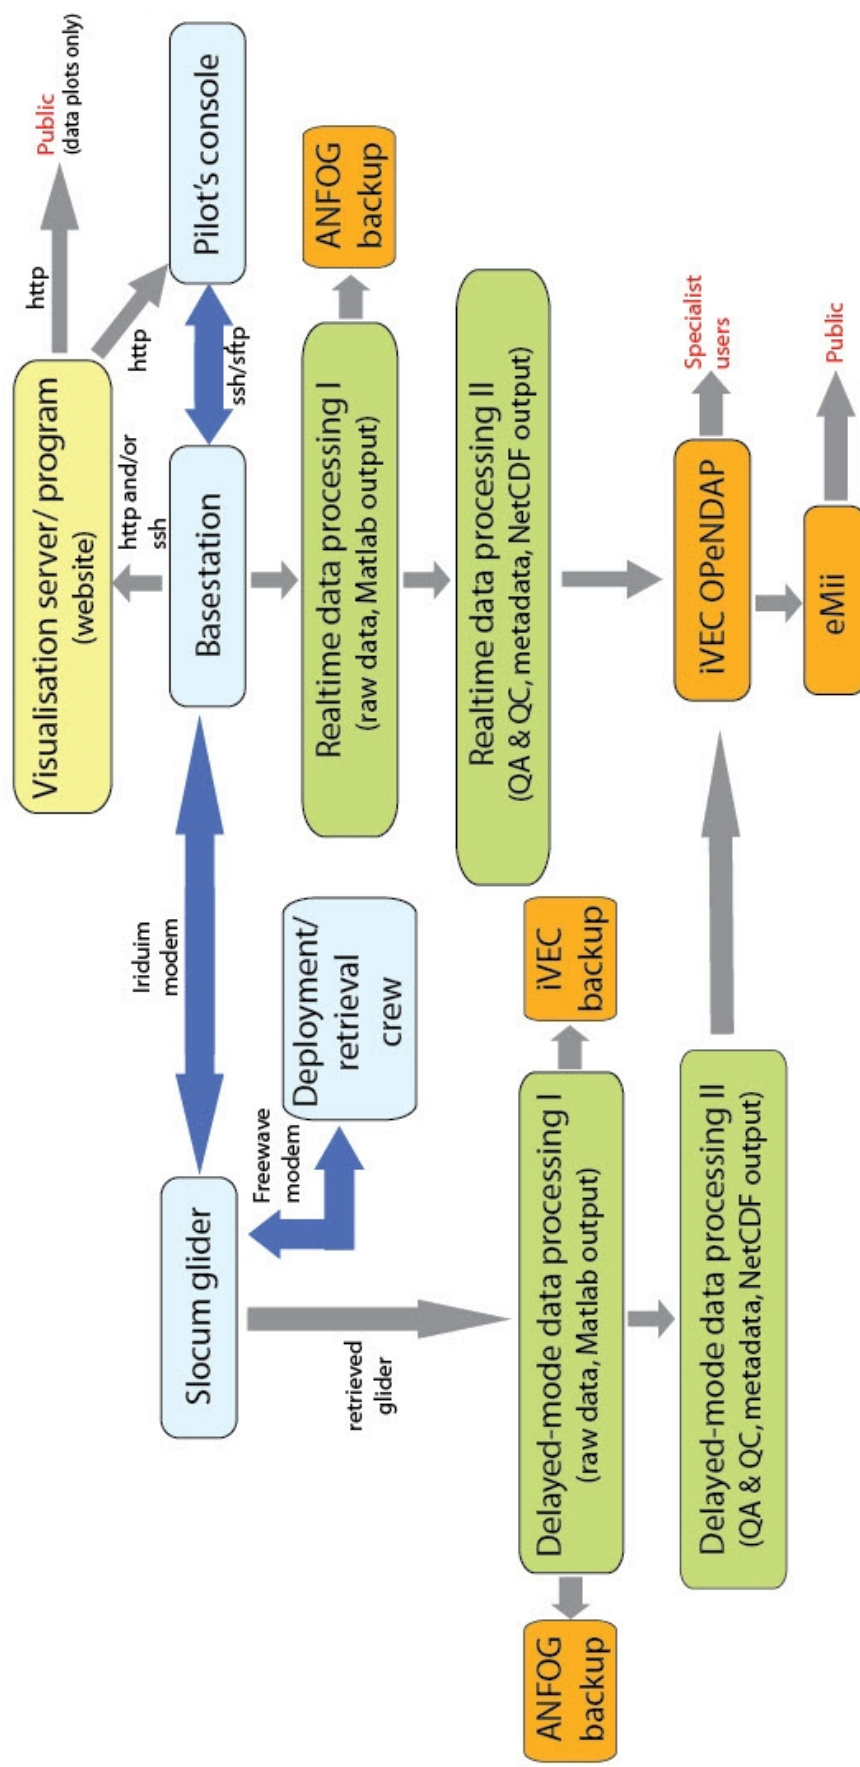 Visualisation server/ program
(website)
http
Public
(data plots only)
http
http and/or
ssh
Iriduim
modem
Slocum glider
Basestation
ssh/sftp
Pilot's console
Freewave
modem
Deployment/
retrieval
crew
Realtime data processing I
(raw data, Matlab output)
ANFOG
backup
retrieved
glider
Realtime data processing II
(QA & QC, metadata, NetCDF output)
ANFOG
backup
Delayed-mode data processing I
(raw data, Matlab output)
iVEC
backup
Delayed-mode data processing II
(QA & QC, metadata, NetCDF output)
iVEC OPeNDAP
Specialist
users
eMii
Public